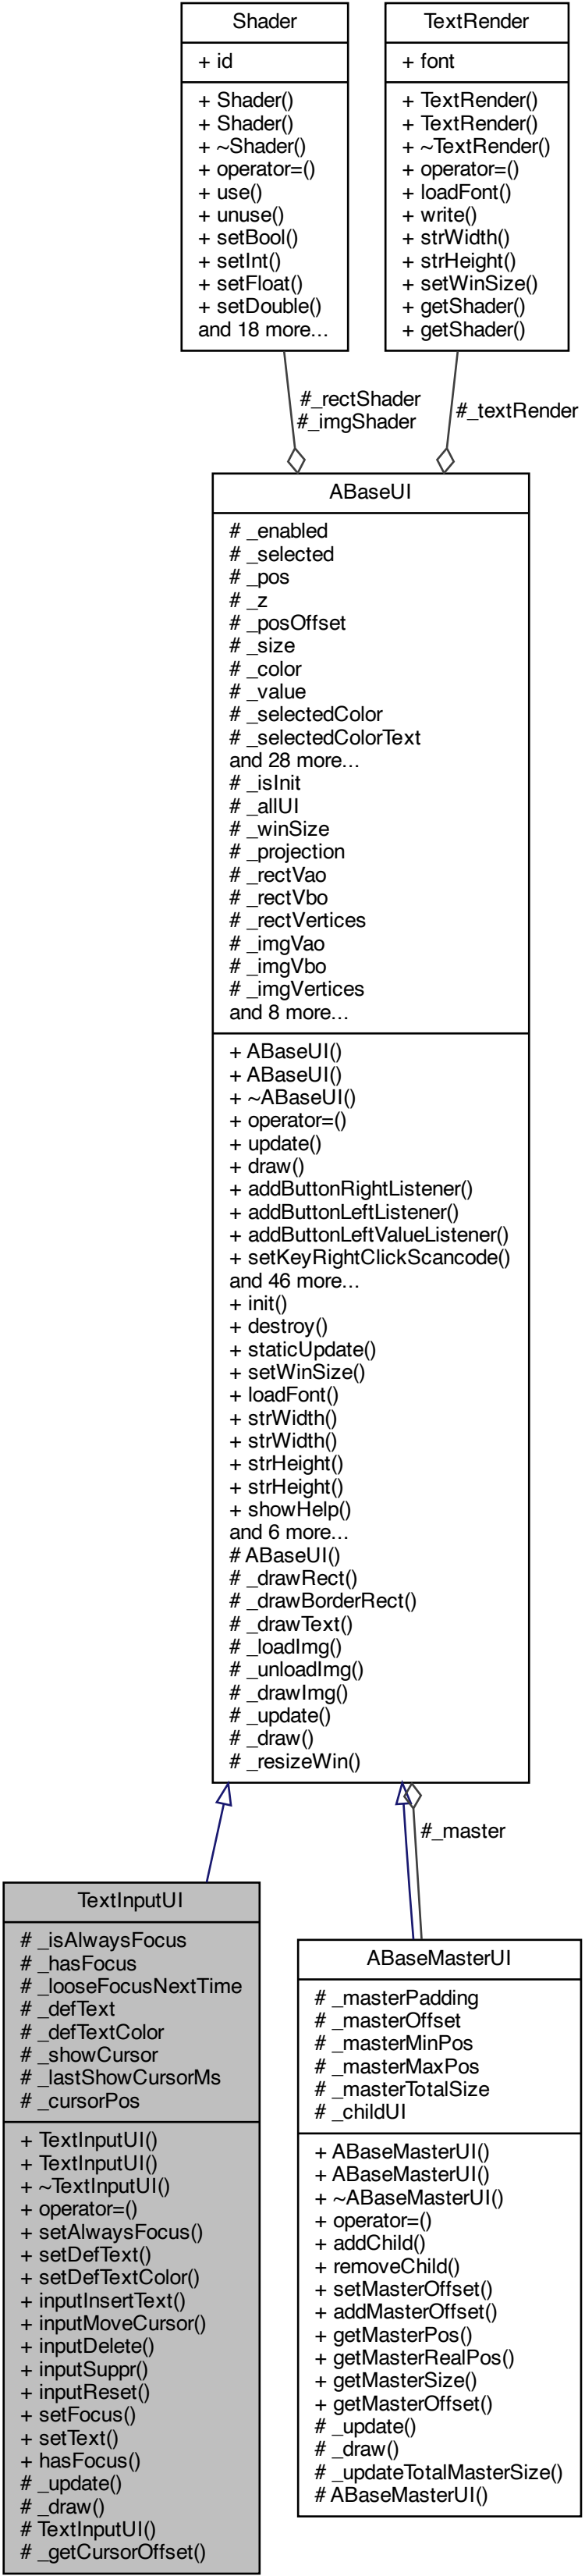 Shader
+ id
+ Shader()
+ Shader()
+ ~Shader()
+ operator=()
+ use()
+ unuse()
+ setBool()
+ setInt()
+ setFloat()
+ setDouble()
and 18 more...
TextRender
+ font
+ TextRender()
+ TextRender()
+ ~TextRender()
+ operator=()
+ loadFont()
+ write()
+ strWidth()
+ strHeight()
+ setWinSize()
+ getShader()
+ getShader()
#_rectShader
#_imgShader
#_textRender
ABaseUI
# _enabled
# _selected
# _pos
# _z
# _posOffset
# _size
# _color
# _value
# _selectedColor
# _selectedColorText
and 28 more...
# _isInit
# _allUI
# _winSize
# _projection
# _rectVao
# _rectVbo
# _rectVertices
# _imgVao
# _imgVbo
# _imgVertices
and 8 more...
+ ABaseUI()
+ ABaseUI()
+ ~ABaseUI()
+ operator=()
+ update()
+ draw()
+ addButtonRightListener()
+ addButtonLeftListener()
+ addButtonLeftValueListener()
+ setKeyRightClickScancode()
and 46 more...
+ init()
+ destroy()
+ staticUpdate()
+ setWinSize()
+ loadFont()
+ strWidth()
+ strWidth()
+ strHeight()
+ strHeight()
+ showHelp()
and 6 more...
# ABaseUI()
# _drawRect()
# _drawBorderRect()
# _drawText()
# _loadImg()
# _unloadImg()
# _drawImg()
# _update()
# _draw()
# _resizeWin()
#_master
TextInputUI
# _isAlwaysFocus
# _hasFocus
# _looseFocusNextTime
# _defText
# _defTextColor
# _showCursor
# _lastShowCursorMs
# _cursorPos
+ TextInputUI()
+ TextInputUI()
+ ~TextInputUI()
+ operator=()
+ setAlwaysFocus()
+ setDefText()
+ setDefTextColor()
+ inputInsertText()
+ inputMoveCursor()
+ inputDelete()
+ inputSuppr()
+ inputReset()
+ setFocus()
+ setText()
+ hasFocus()
# _update()
# _draw()
# TextInputUI()
# _getCursorOffset()
ABaseMasterUI
# _masterPadding
# _masterOffset
# _masterMinPos
# _masterMaxPos
# _masterTotalSize
# _childUI
+ ABaseMasterUI()
+ ABaseMasterUI()
+ ~ABaseMasterUI()
+ operator=()
+ addChild()
+ removeChild()
+ setMasterOffset()
+ addMasterOffset()
+ getMasterPos()
+ getMasterRealPos()
+ getMasterSize()
+ getMasterOffset()
# _update()
# _draw()
# _updateTotalMasterSize()
# ABaseMasterUI()